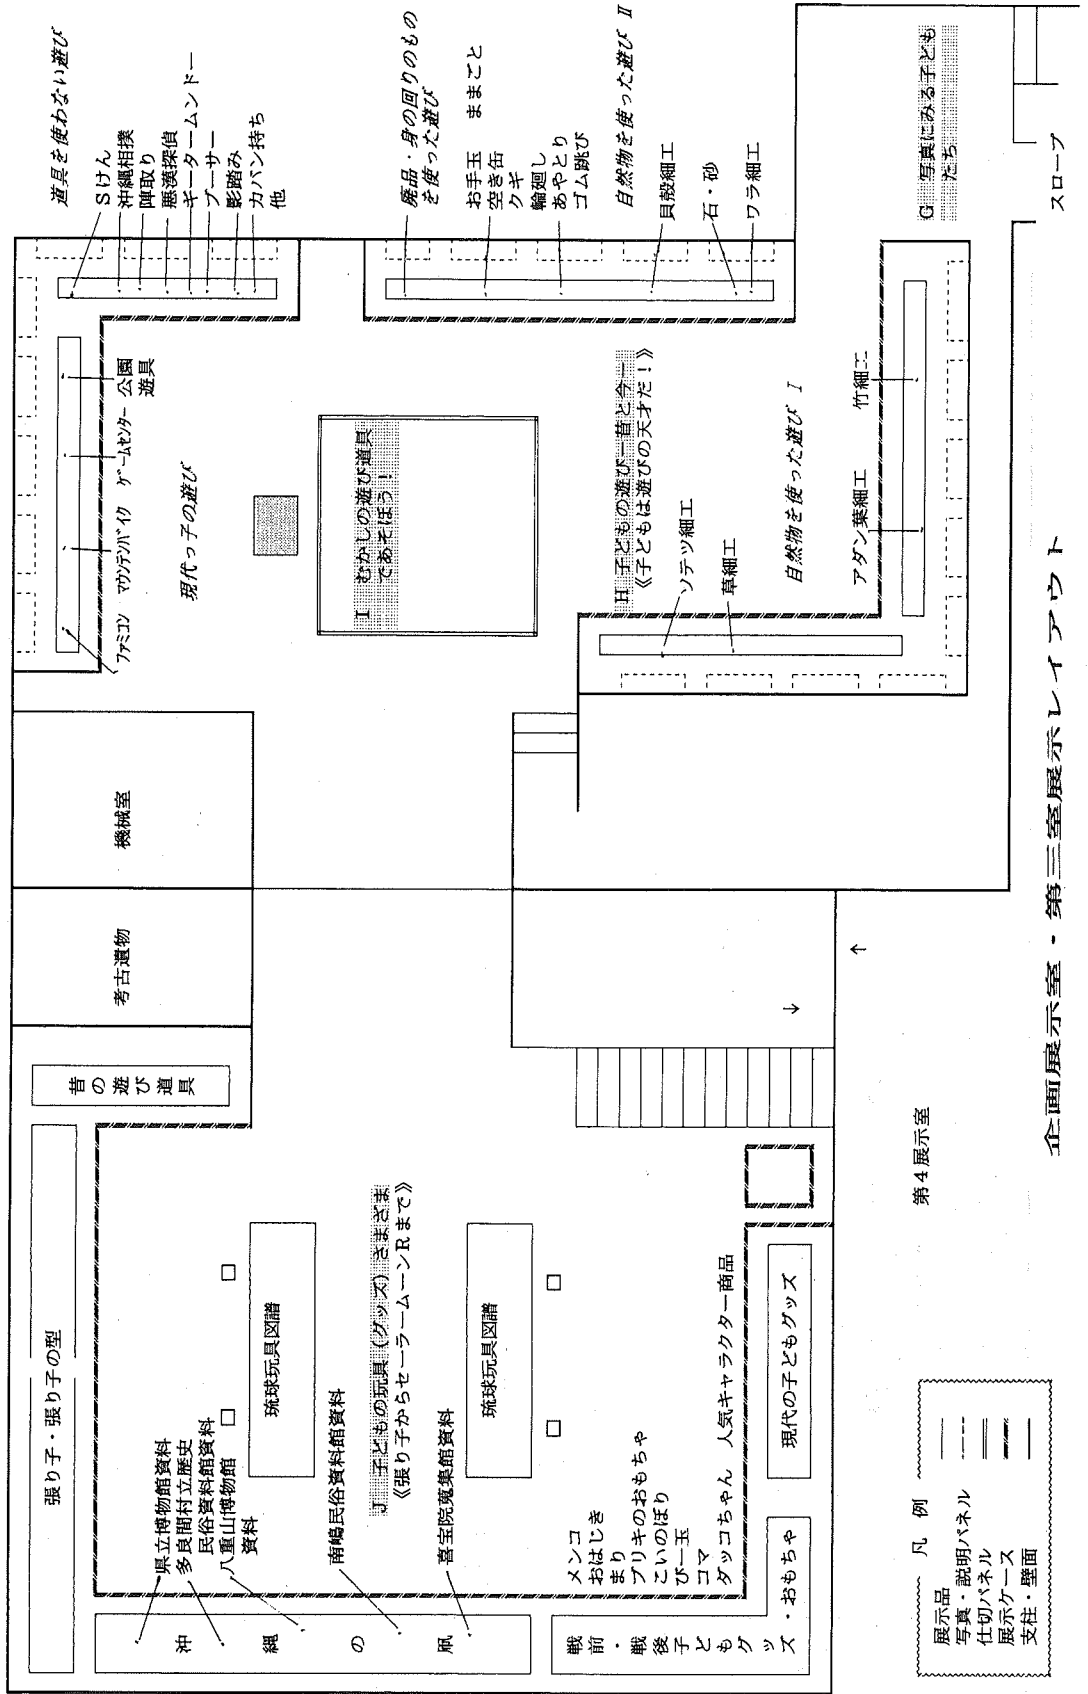 企画展示室・第三室展示レイアウト
張り子・張り子の型
昔の遊び道具
考古遺物
機械室
ファミコン
マウンテンバイク
ゲームセンター
公園
遊具
現代っ子の遊び
道具を使わない遊び
Sけん
沖縄相撲
陣取り
悪漢探偵
ギータームンドー
ブーサー
影踏み
カバン持ち
他
県立博物館資料
多良間村立歴史
民俗資料館資料
八重山博物館
資料
南嶋民俗資料館資料
喜宝院蒐集館資料
沖縄の凧
琉球玩具図譜
J 子どもの玩具(グッズ)さまざま
《張り子からセーラームーンRまで》
琉球玩具図譜
I むかしの遊び道具
であそぼう!
廃品・身の回りのもの
を使った遊び
お手玉 ままごと
空き缶
クギ
輪廻し
あやとり
ゴム跳び
自然物を使った遊び Ⅱ
貝殻細工
石・砂
ワラ細工
H 子どもの遊び―昔と今―
《子どもは遊びの天才だ!》
ソテツ細工
草細工
自然物を使った遊び Ⅰ
アダン葉細工
竹細工
メンコ
おはじき
まり
ブリキのおもちゃ
こいのぼり
びー玉
コマ
ダッコちゃん 人気キャラクター商品
戦前・戦後子どもグッズ・おもちゃ
現代の子どもグッズ
↓
↑
第4展示室
G 写真にみる子ども
たち
スロープ
凡 例
展示品
写真・説明パネル
仕切パネル
展示ケース
支柱・壁面